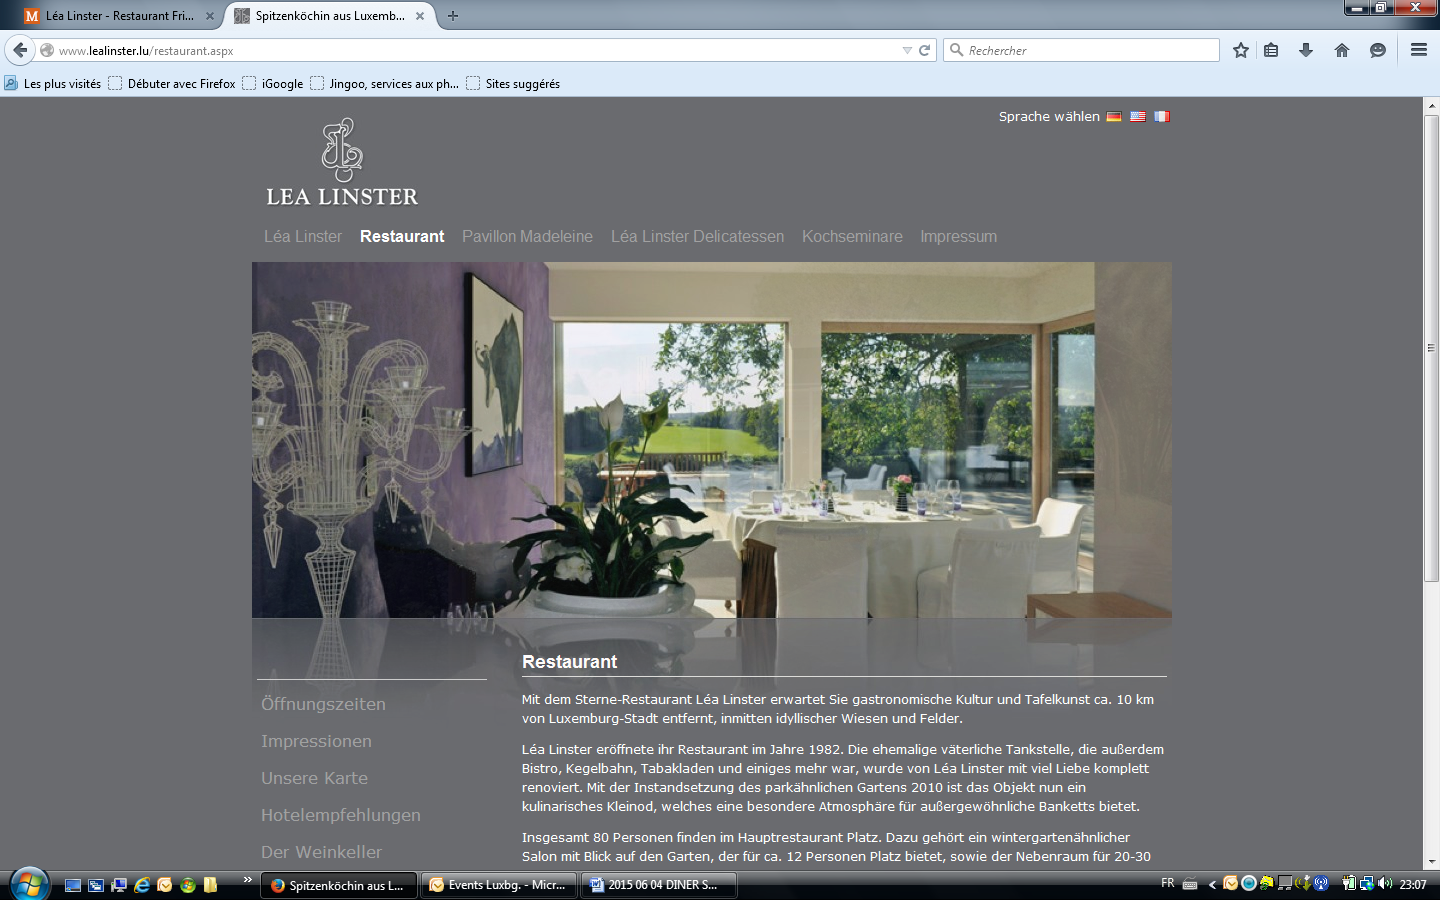 Léa Linster - Restaurant Fri...
Spitzenköchin aus Luxemb...
www.lealinster.lu/restaurant.aspx
Rechercher
Les plus visités
Débuter avec Firefox
iGoogle
Jingoo, services aux ph...
Sites suggérés
Sprache wählen
LEA LINSTER
Léa Linster Restaurant Pavillon Madeleine Léa Linster Delicatessen Kochseminare Impressum
Restaurant
Mit dem Sterne-Restaurant Léa Linster erwartet Sie gastronomische Kultur und Tafelkunst ca. 10 km
von Luxemburg-Stadt entfernt, inmitten idyllischer Wiesen und Felder.
Léa Linster eröffnete ihr Restaurant im Jahre 1982. Die ehemalige väterliche Tankstelle, die außerdem
Bistro, Kegelbahn, Tabakladen und einiges mehr war, wurde von Léa Linster mit viel Liebe komplett
renoviert. Mit der Instandsetzung des parkähnlichen Gartens 2010 ist das Objekt nun ein
kulinarisches Kleinod, welches eine besondere Atmosphäre für außergewöhnliche Banketts bietet.
Insgesamt 80 Personen finden im Hauptrestaurant Platz. Dazu gehört ein wintergartenähnlicher
Salon mit Blick auf den Garten, der für ca. 12 Personen Platz bietet, sowie der Nebenraum für 20-30
Öffnungszeiten
Impressionen
Unsere Karte
Hotelempfehlungen
Der Weinkeller
Spitzenköchin aus L...
Events Luxbg. - Micr...
2015 06 04 DINER S...
FR
23:07